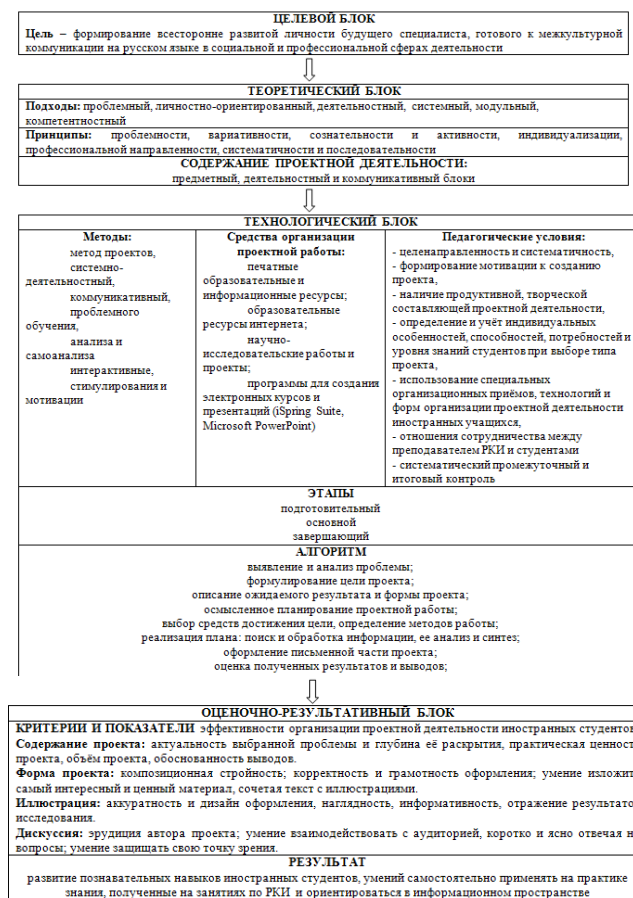 ЦЕЛЕВОЙ БЛОК
Цель – формирование всесторонне развитой личности будущего специалиста, готового к межкультурной
коммуникации на русском языке в социальной и профессиональной сферах деятельности
ТЕОРЕТИЧЕСКИЙ БЛОК
Подходы: проблемный, личностно-ориентированный, деятельностный, системный, модульный,
компетентностный
Принципы: проблемности, вариативности, сознательности и активности, индивидуализации,
профессиональной направленности, систематичности и последовательности
СОДЕРЖАНИЕ ПРОЕКТНОЙ ДЕЯТЕЛЬНОСТИ:
предметный, деятельностный и коммуникативный блоки
ТЕХНОЛОГИЧЕСКИЙ БЛОК
Методы:
метод проектов,
системно-
деятельностный,
коммуникативный,
проблемного
обучения,
анализа и
самоанализа
интерактивные,
стимулирования и
мотивации
Средства организации
проектной работы:
печатные
образовательные и
информационные ресурсы;
образовательные
ресурсы интернета;
научно-
исследовательские работы и
проекты;
программы для создания
электронных курсов и
презентаций (iSpring Suite,
Microsoft PowerPoint)
Педагогические условия:
- целенаправленность и систематичность,
- формирование мотивации к созданию
проекта,
- наличие продуктивной, творческой
составляющей проектной деятельности,
- определение и учёт индивидуальных
особенностей, способностей, потребностей и
уровня знаний студентов при выборе типа
проекта,
- использование специальных
организационных приёмов, технологий и
форм организации проектной деятельности
иностранных учащихся,
- отношения сотрудничества между
преподавателем РКИ и студентами
- систематический промежуточный и
итоговый контроль
ЭТАПЫ
подготовительный
основной
завершающий
АЛГОРИТМ
выявление и анализ проблемы;
формулирование цели проекта;
описание ожидаемого результата и формы проекта;
осмысленное планирование проектной работы;
выбор средств достижения цели, определение методов работы;
реализация плана: поиск и обработка информации, ее анализ и синтез;
оформление письменной части проекта;
оценка полученных результатов и выводов;
ОЦЕНОЧНО-РЕЗУЛЬТАТИВНЫЙ БЛОК
КРИТЕРИИ И ПОКАЗАТЕЛИ эффективности организации проектной деятельности иностранных студентов
Содержание проекта: актуальность выбранной проблемы и глубина её раскрытия, практическая ценност
проекта, объём проекта, обоснованность выводов.
Форма проекта: композиционная стройность; корректность и грамотность оформления; умение изложит
самый интересный и ценный материал, сочетая текст с иллюстрациями.
Иллюстрация: аккуратность и дизайн оформления, наглядность, информативность, отражение результато
исследования.
Дискуссия: эрудиция автора проекта; умение взаимодействовать с аудиторией, коротко и ясно отвечая н
вопросы; умение защищать свою точку зрения.
РЕЗУЛЬТАТ
развитие познавательных навыков иностранных студентов, умений самостоятельно применять на практике
знания, полученные на занятиях по РКИ и ориентироваться в информационном пространстве